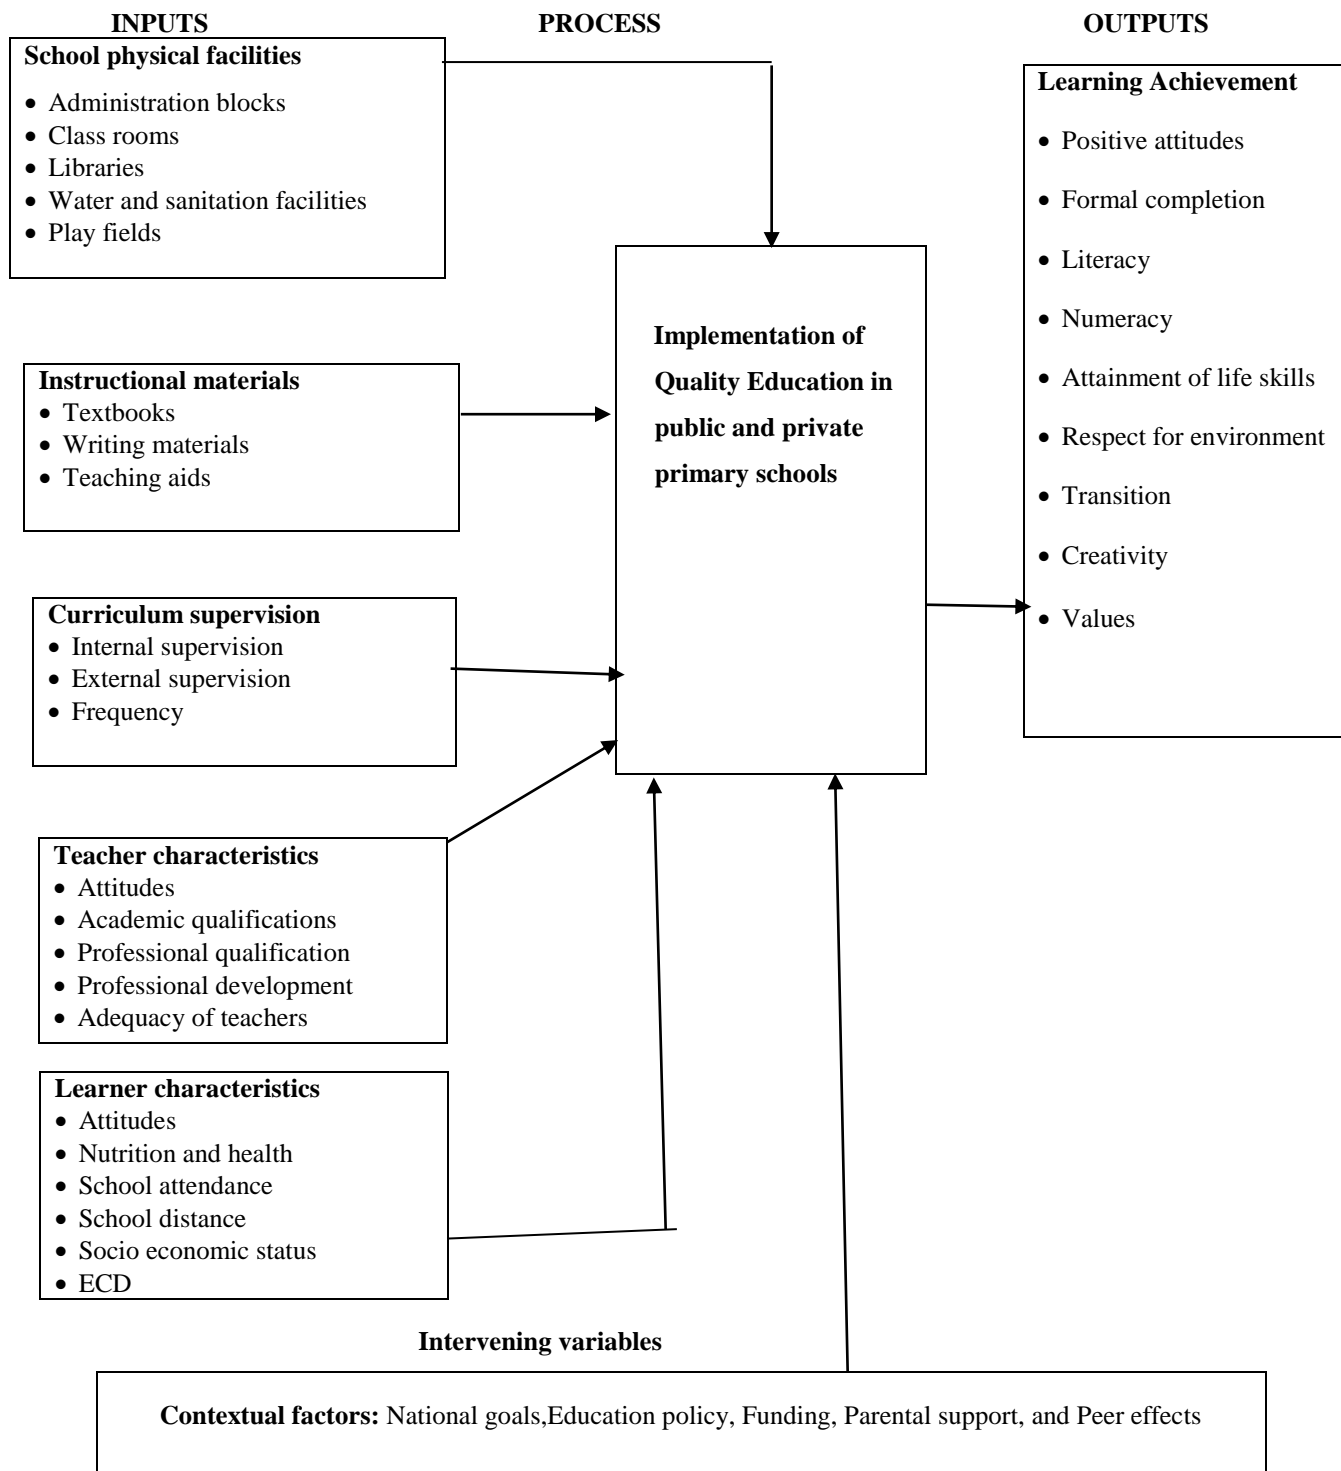 INPUTS PROCESS OUTPUTS
School physical facilities
• Administration blocks
• Class rooms
• Libraries
• Water and sanitation facilities
• Play fields
Instructional materials
• Textbooks
• Writing materials
• Teaching aids
Curriculum supervision
• Internal supervision
• External supervision
• Frequency
Teacher characteristics
• Attitudes
• Academic qualifications
• Professional qualification
• Professional development
• Adequacy of teachers
Learner characteristics
• Attitudes
• Nutrition and health
• School attendance
• School distance
• Socio economic status
• ECD
Implementation of
Quality Education in
public and private
primary schools
Learning Achievement
• Positive attitudes
• Formal completion
• Literacy
• Numeracy
• Attainment of life skills
• Respect for environment
• Transition
• Creativity
• Values
Intervening variables
Contextual factors: National goals,Education policy, Funding, Parental support, and Peer effects